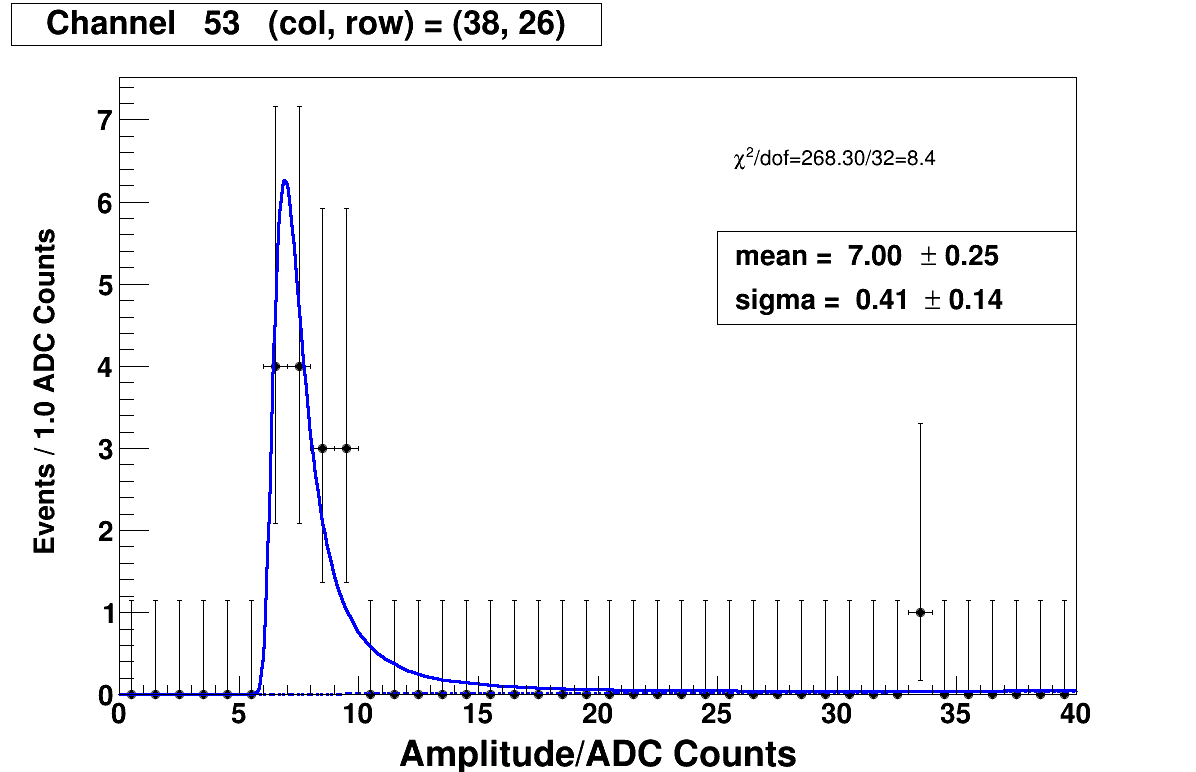 Channel 53 (col, row) = (38, 26)
χ²/dof=268.30/32=8.4
mean = 7.00 ± 0.25
sigma = 0.41 ± 0.14
Events / 1.0 ADC Counts
7
6
5
4
3
2
1
0
0 5 10 15 20 25 30 35 40
Amplitude/ADC Counts